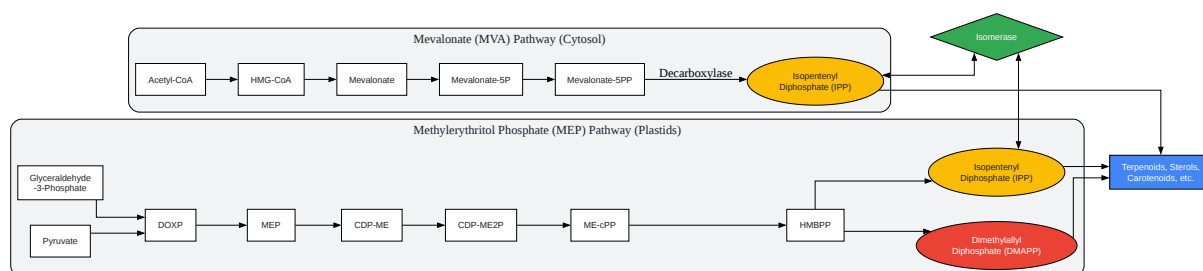 Mevalonate (MVA) Pathway (Cytosol)
Isomerase
Acetyl-CoA
HMG-CoA
Mevalonate
Mevalonate-5P
Mevalonate-5PP
Decarboxylase
Isopentenyl
Diphosphate (IPP)
Methylerythritol Phosphate (MEP) Pathway (Plastids)
Glyceraldehyde
-3-Phosphate
Pyruvate
DOXP
MEP
CDP-ME
CDP-ME2P
ME-cPP
HMBPP
Isopentenyl
Diphosphate (IPP)
Dimethylallyl
Diphosphate (DMAPP)
Terpenoids, Sterols,
Carotenoids, etc.